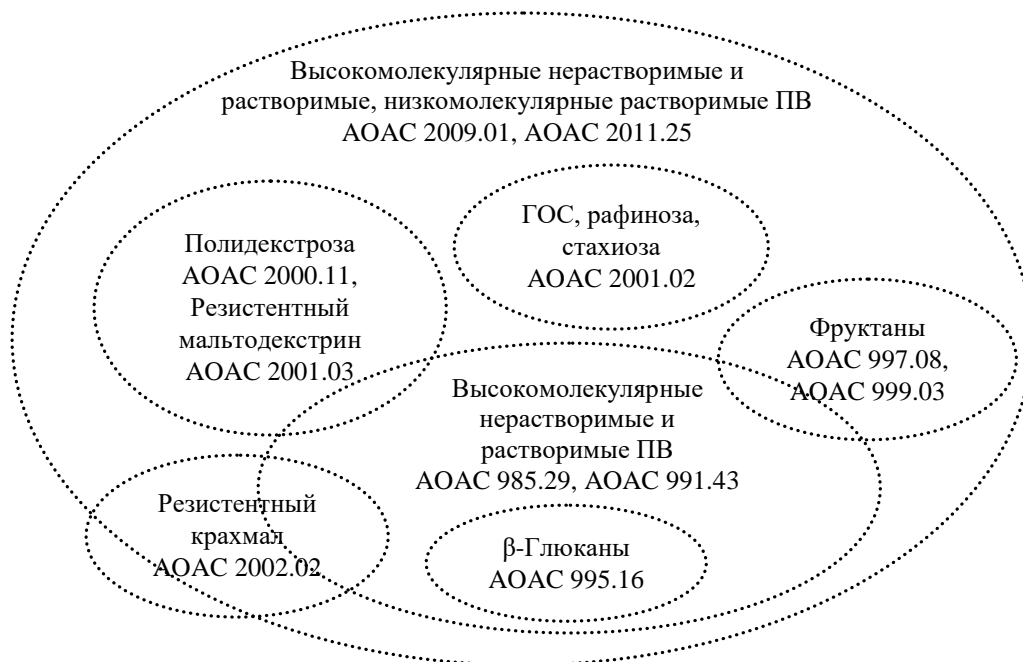 Высокомолекулярные нерастворимые и
растворимые, низкомолекулярные растворимые ПВ
АОАС 2009.01, АОАС 2011.25
ГОС, рафиноза,
стахиоза
АОАС 2001.02
Полидекстроза
АОАС 2000.11,
Резистентный
мальтодекстрин
АОАС 2001.03
Фруктаны
АОАС 997.08,
АОАС 999.03
Высокомолекулярные
нерастворимые и
растворимые ПВ
АОАС 985.29, АОАС 991.43
Резистентный
крахмал
АОАС 2002.02
β-Глюканы
АОАС 995.16